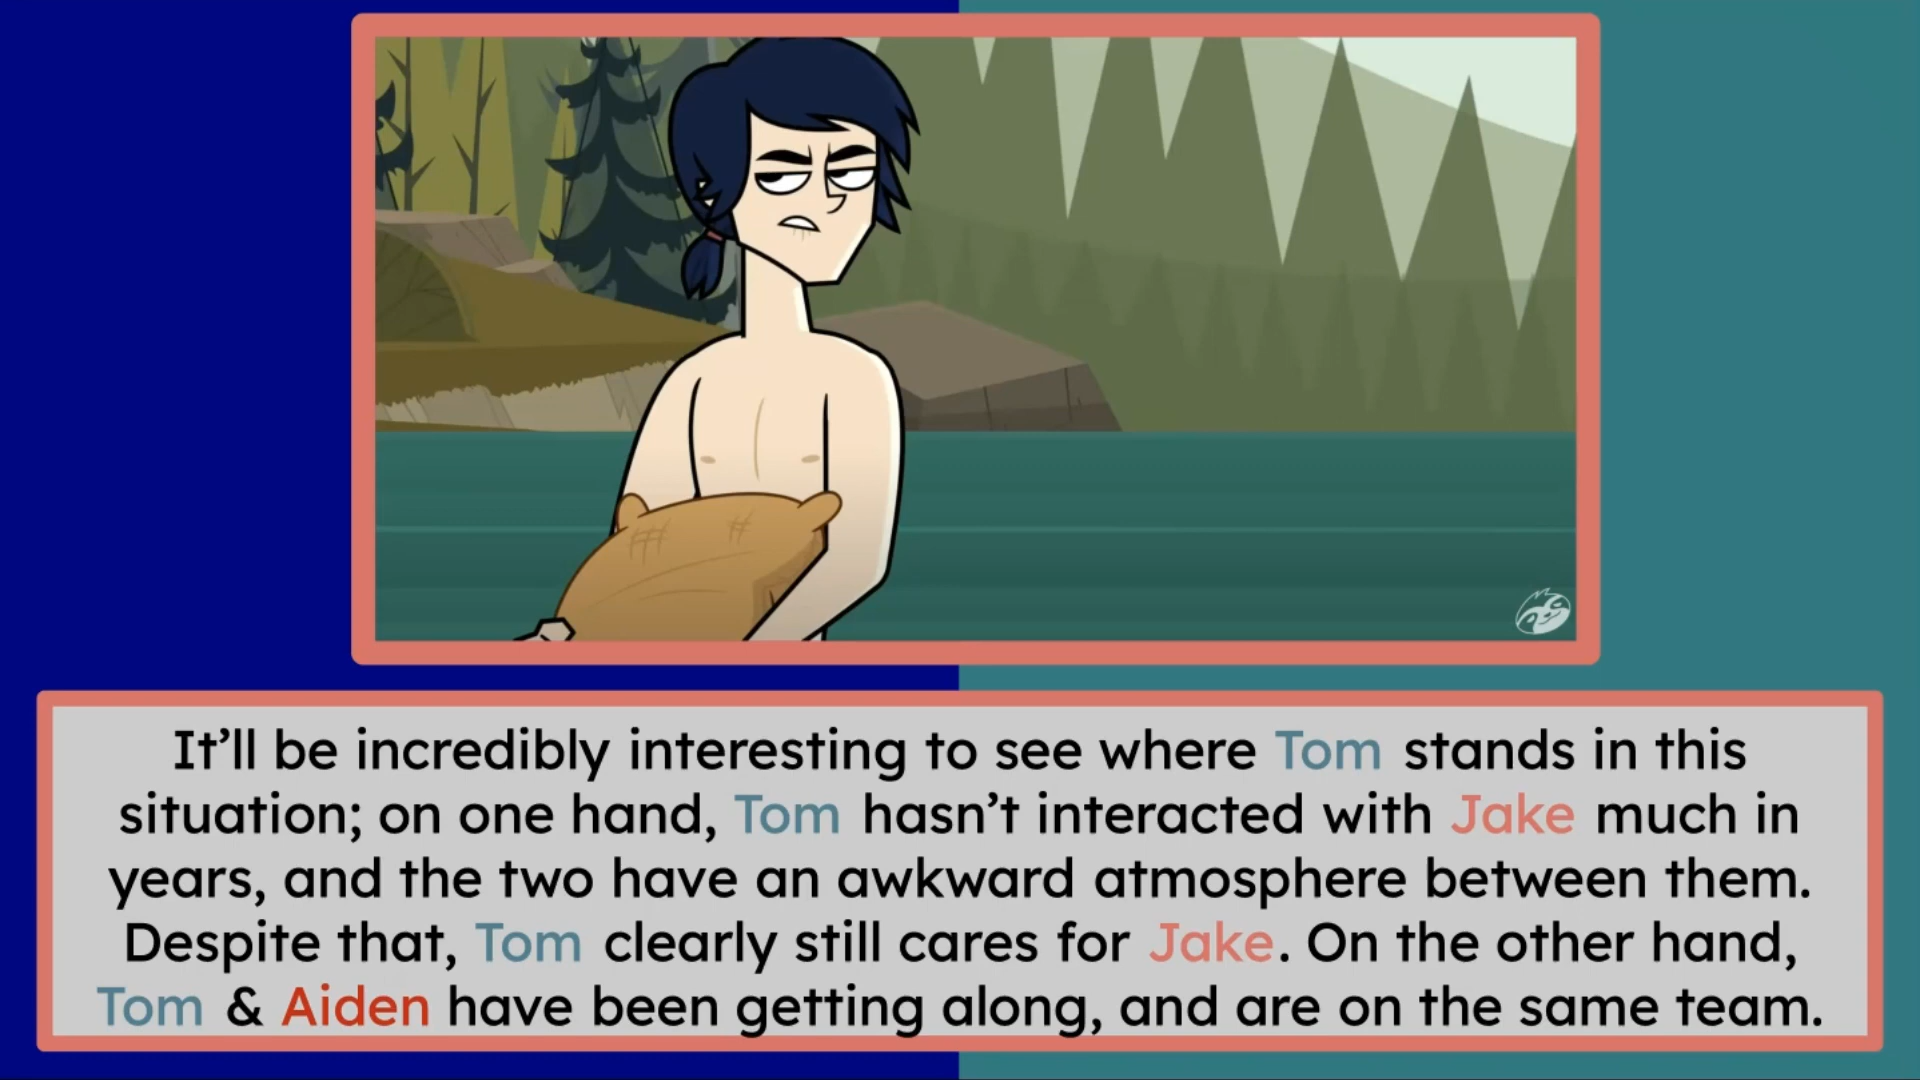 It’ll be incredibly interesting to see where Tom stands in this
situation; on one hand, Tom hasn’t interacted with Jake much in
years, and the two have an awkward atmosphere between them.
Despite that, Tom clearly still cares for Jake. On the other hand,
Tom & Aiden have been getting along, and are on the same team.